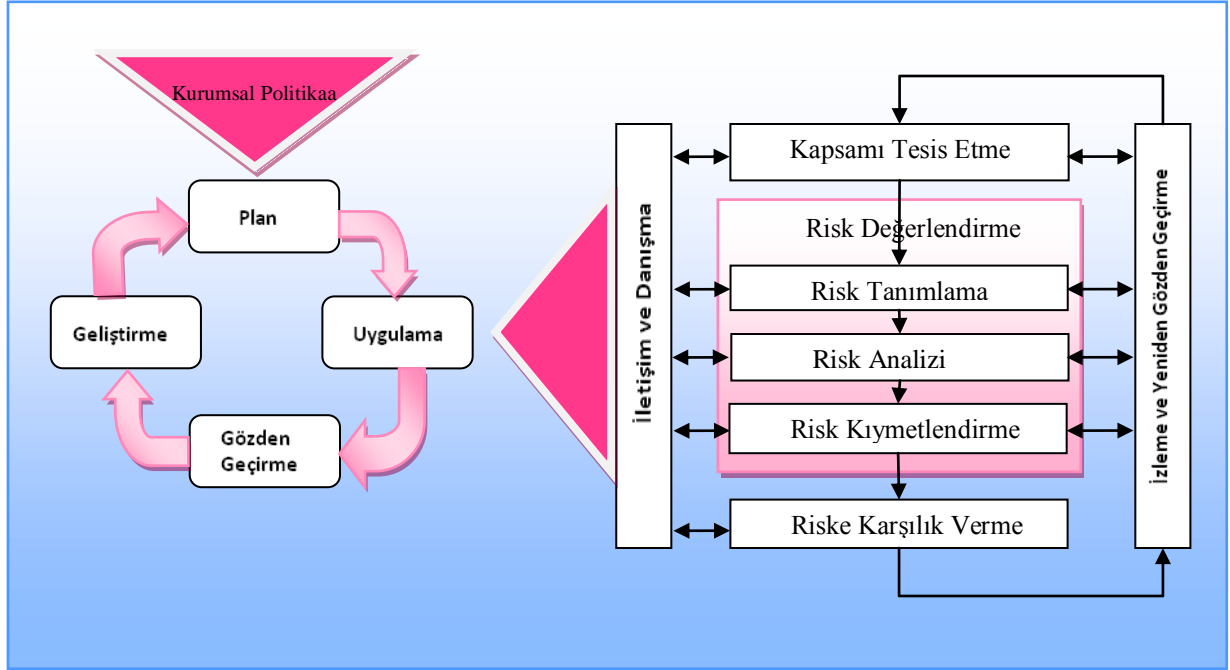 Kurumsal Politikaa
Plan
Uygulama
Gözden
Geçirme
Geliştirme
İletişim ve Danışma
Kapsamı Tesis Etme
Risk Değerlendirme
Risk Tanımlama
Risk Analizi
Risk Kıymetlendirme
Riske Karşılık Verme
İzleme ve Yeniden Gözden Geçirme